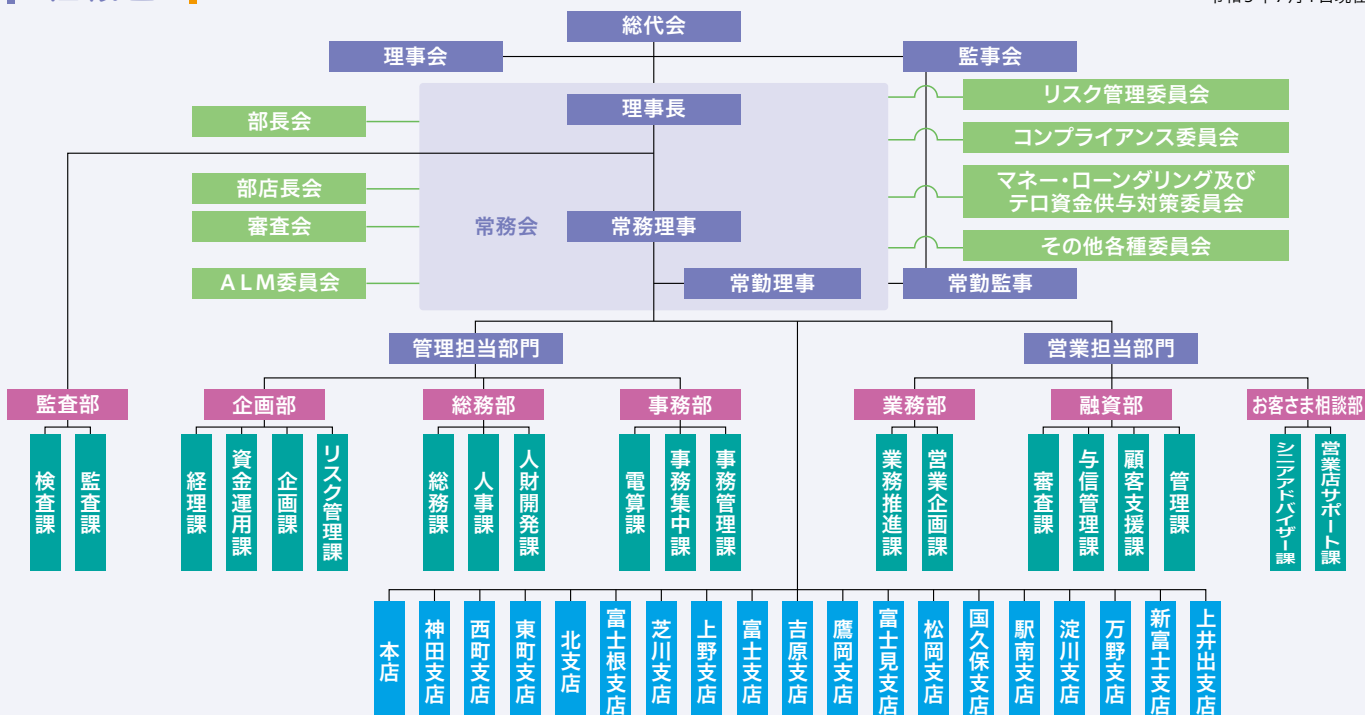 総代会
理事会
監事会
理事長
リスク管理委員会
部長会
コンプライアンス委員会
部店長会
マネー・ローンダリング及び
テロ資金供与対策委員会
審査会
常務会
常務理事
その他各種委員会
ALM委員会
常勤理事
常勤監事
管理担当部門
営業担当部門
監査部
企画部
総務部
事務部
業務部
融資部
お客さま相談部
検査課
監査課
経理課
資金運用課
企画課
リスク管理課
総務課
人事課
人財開発課
電算課
事務集中課
事務管理課
業務推進課
営業企画課
審査課
与信管理課
顧客支援課
管理課
シニアアドバイザー課
営業店サポート課
本店
神田支店
西町支店
東町支店
北支店
富士根支店
芝川支店
上野支店
富士支店
吉原支店
鷹岡支店
富士見支店
松岡支店
国久保支店
駅南支店
淀川支店
万野支店
新富士支店
上井出支店